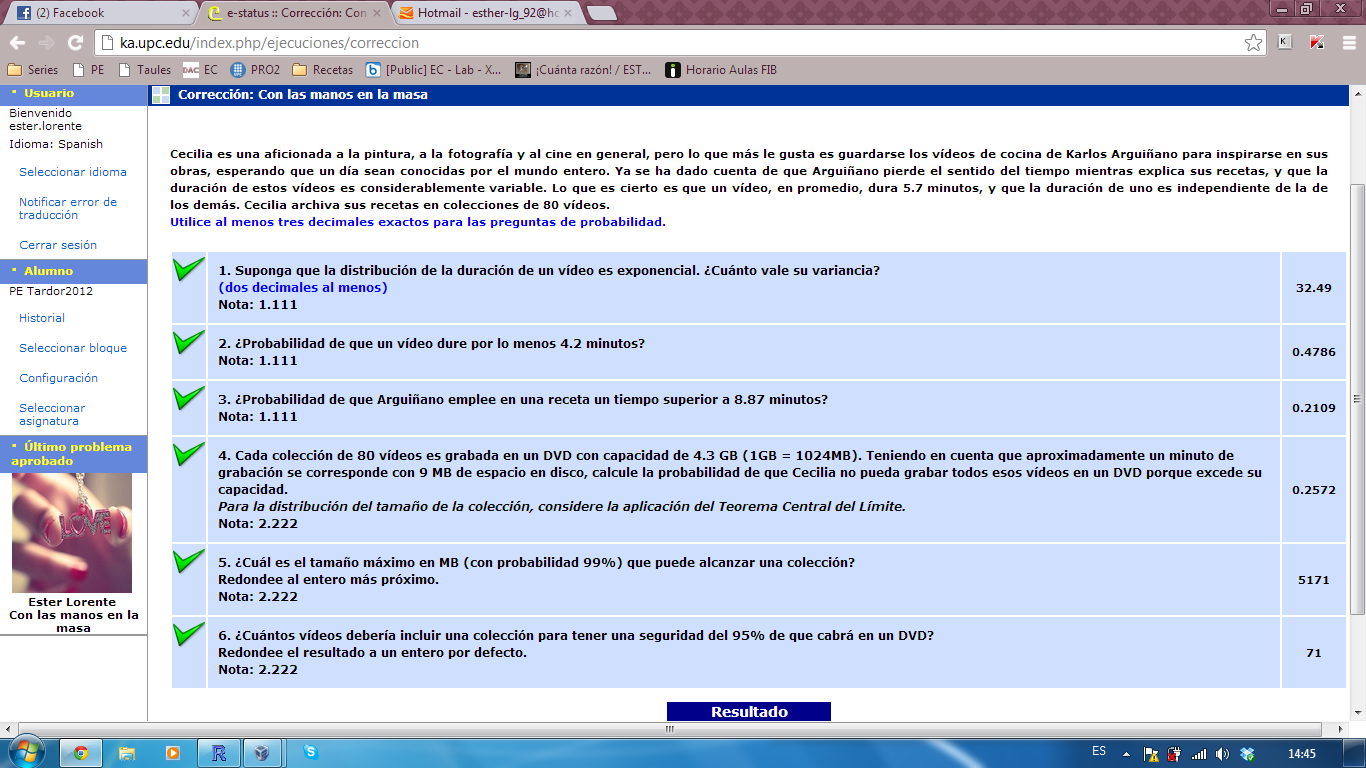 (2) Facebook
e-status :: Corrección: Con
Hotmail - esther-lg_92@ho
ka.upc.edu/index.php/ejecuciones/correccion
Series
PE
Taules
DAC EC
PRO2
Recetas
[Public] EC - Lab - X...
¡Cuánta razón! / EST...
Horario Aulas FIB
Usuario
Bienvenido
ester.lorente
Idioma: Spanish
Seleccionar idioma
Notificar error de
traducción
Cerrar sesión
Alumno
PE Tardor2012
Historial
Seleccionar bloque
Configuración
Seleccionar
asignatura
Último problema
aprobado
LOVE
Ester Lorente
Con las manos en la
masa
Corrección: Con las manos en la masa
Cecilia es una aficionada a la pintura, a la fotografía y al cine en general, pero lo que más le gusta es guardarse los vídeos de cocina de Karlos Arguiñano para inspirarse en sus
obras, esperando que un día sean conocidas por el mundo entero. Ya se ha dado cuenta de que Arguiñano pierde el sentido del tiempo mientras explica sus recetas, y que la
duración de estos vídeos es considerablemente variable. Lo que es cierto es que un vídeo, en promedio, dura 5.7 minutos, y que la duración de uno es independiente de la de
los demás. Cecilia archiva sus recetas en colecciones de 80 vídeos.
Utilice al menos tres decimales exactos para las preguntas de probabilidad.
1. Suponga que la distribución de la duración de un vídeo es exponencial. ¿Cuánto vale su variancia?
(dos decimales al menos)
Nota: 1.111
32.49
2. ¿Probabilidad de que un vídeo dure por lo menos 4.2 minutos?
Nota: 1.111
0.4786
3. ¿Probabilidad de que Arguiñano emplee en una receta un tiempo superior a 8.87 minutos?
Nota: 1.111
0.2109
4. Cada colección de 80 vídeos es grabada en un DVD con capacidad de 4.3 GB (1GB = 1024MB). Teniendo en cuenta que aproximadamente un minuto de
grabación se corresponde con 9 MB de espacio en disco, calcule la probabilidad de que Cecilia no pueda grabar todos esos vídeos en un DVD porque excede su
capacidad.
Para la distribución del tamaño de la colección, considere la aplicación del Teorema Central del Límite.
Nota: 2.222
0.2572
5. ¿Cuál es el tamaño máximo en MB (con probabilidad 99%) que puede alcanzar una colección?
Redondee al entero más próximo.
Nota: 2.222
5171
6. ¿Cuántos vídeos debería incluir una colección para tener una seguridad del 95% de que cabrá en un DVD?
Redondee el resultado a un entero por defecto.
Nota: 2.222
71
Resultado
ES
14:45